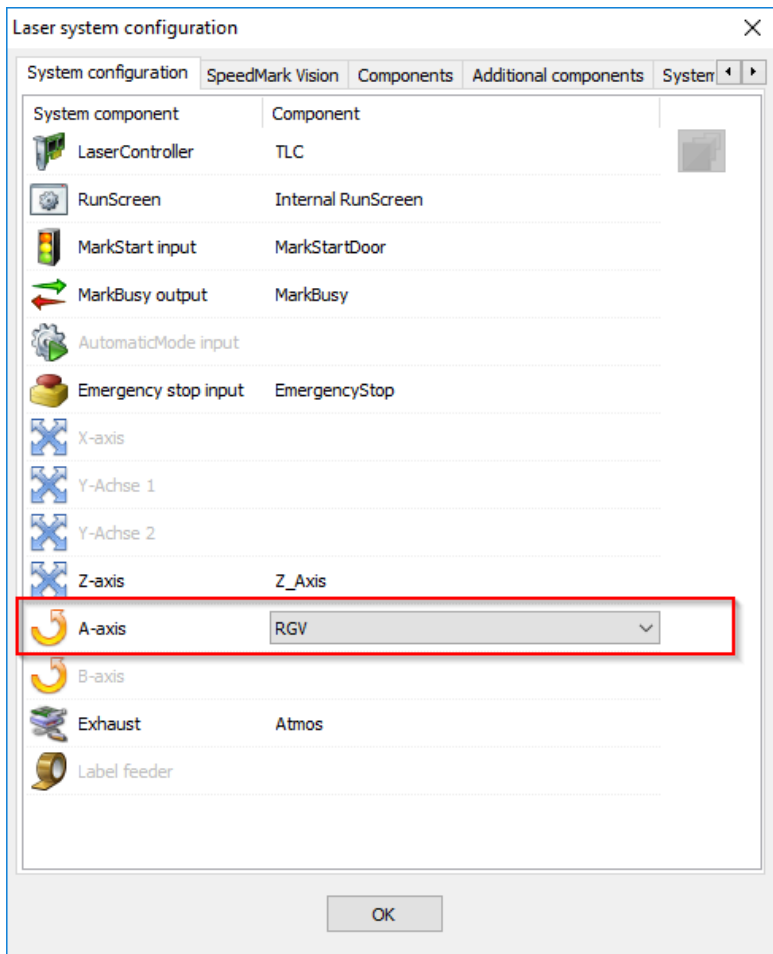 Laser system configuration
System configuration SpeedMark Vision Components Additional components System
System component Component
LaserController TLC
RunScreen Internal RunScreen
MarkStart input MarkStartDoor
MarkBusy output MarkBusy
AutomaticMode input
Emergency stop input EmergencyStop
X-axis
Y-Achse 1
Y-Achse 2
Z-axis Z_Axis
A-axis RGV
B-axis
Exhaust Atmos
Label feeder
OK